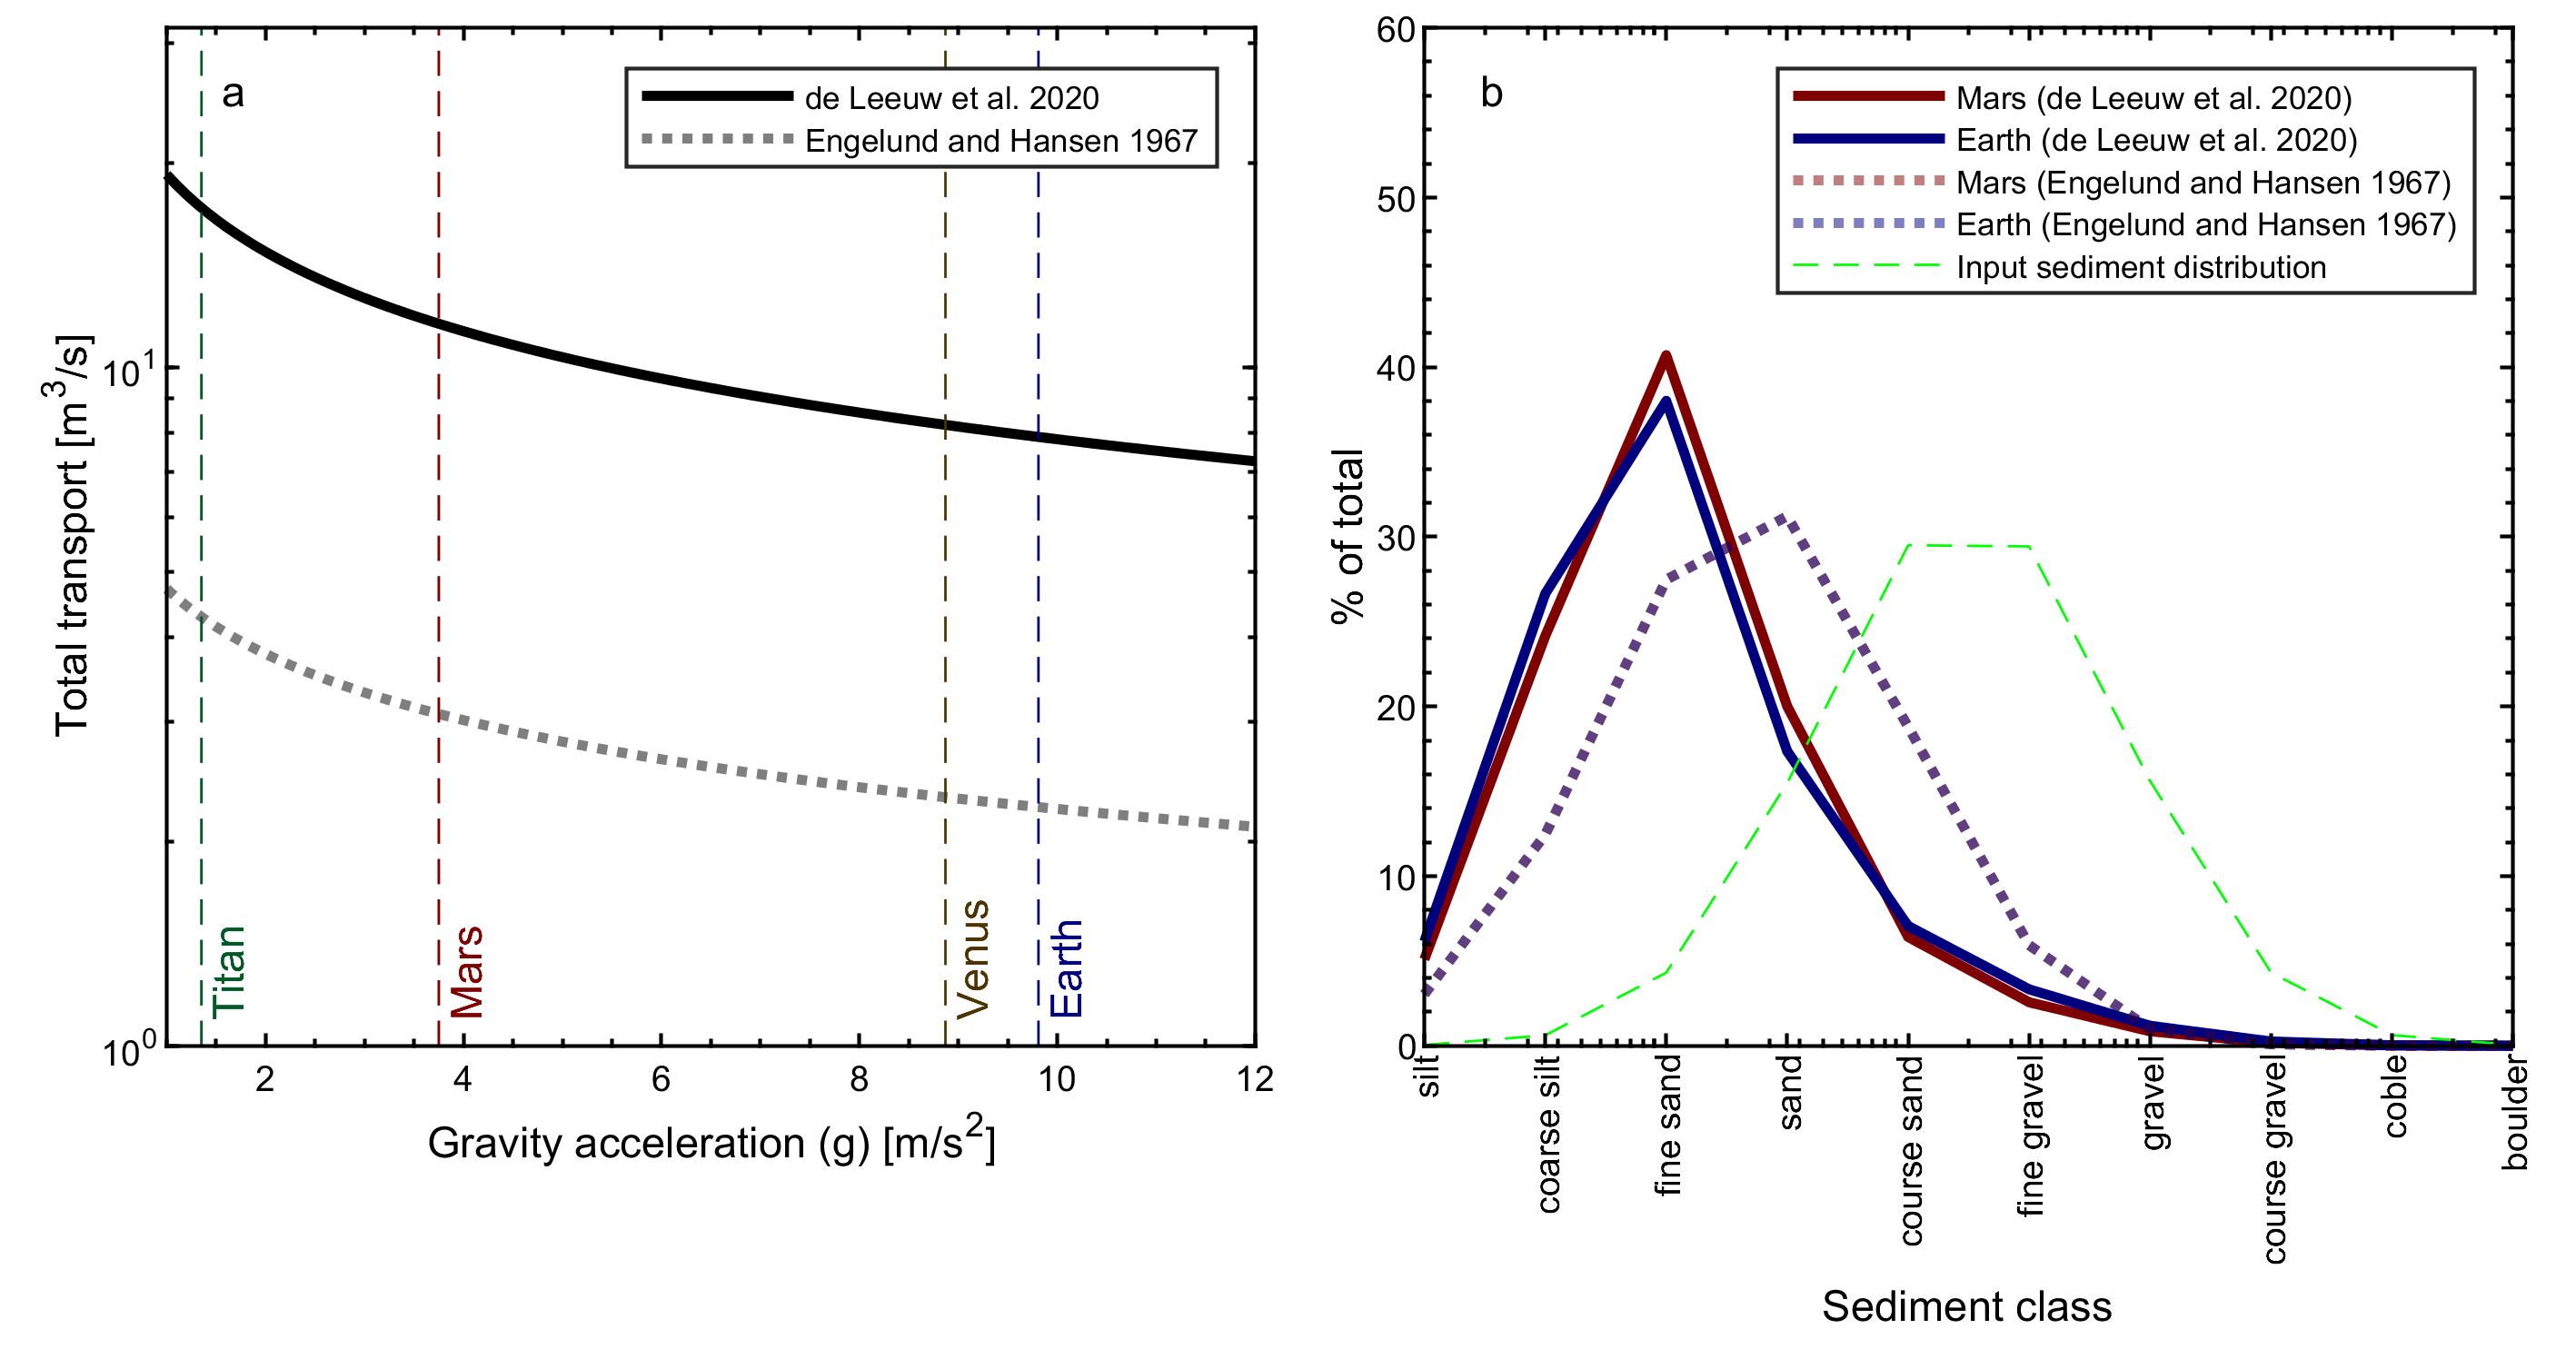 a
de Leeuw et al. 2020
Engelund and Hansen 1967
Total transport [m³/s]
10¹
10⁰
Titan
Mars
Venus
Earth
2 4 6 8 10 12
Gravity acceleration (g) [m/s²]
b
Mars (de Leeuw et al. 2020)
Earth (de Leeuw et al. 2020)
Mars (Engelund and Hansen 1967)
Earth (Engelund and Hansen 1967)
Input sediment distribution
% of total
60
50
40
30
20
10
0
silt
coarse silt
fine sand
sand
course sand
fine gravel
gravel
course gravel
coble
boulder
Sediment class